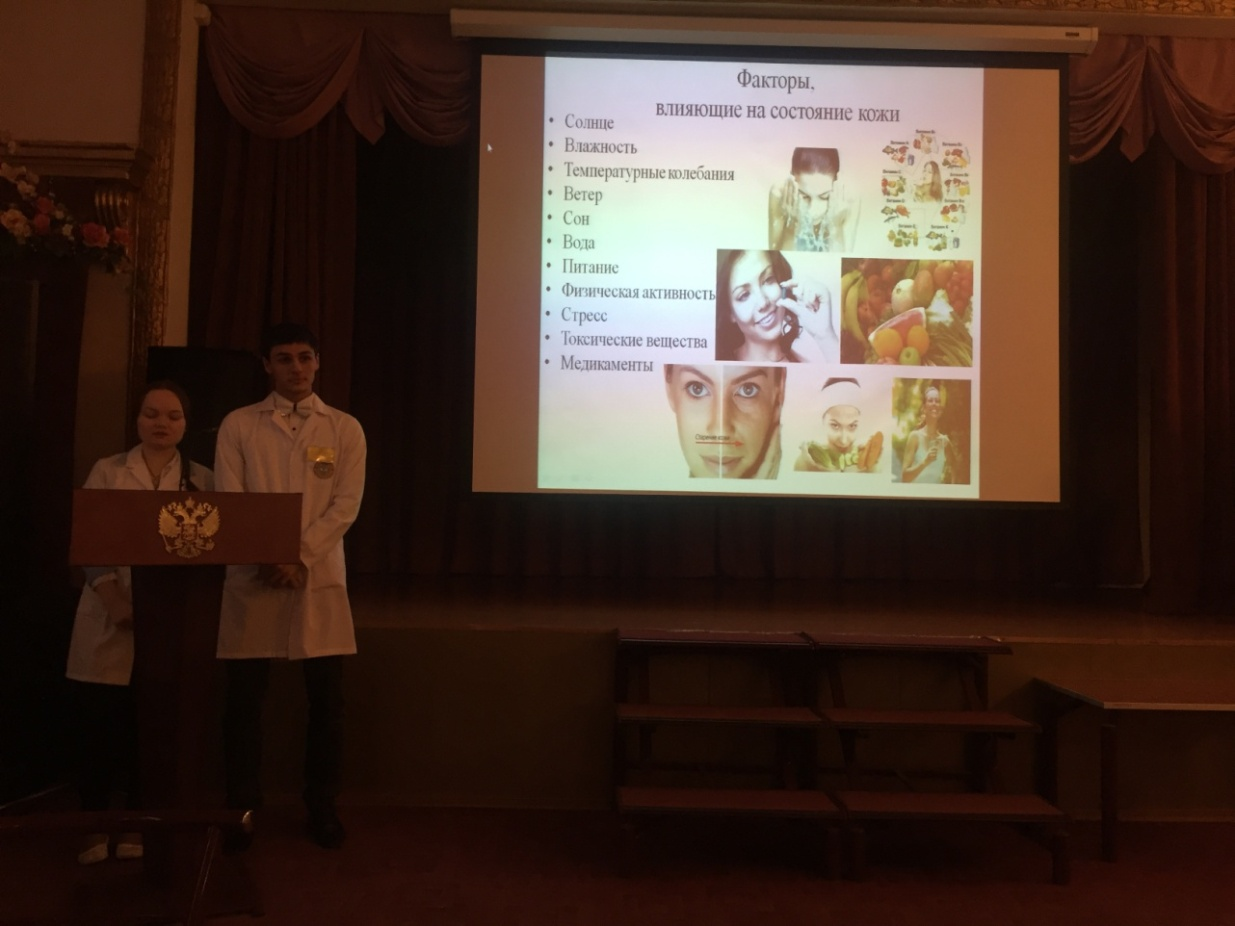 Факторы,
влияющие на состояние кожи
• Солнце
• Влажность
• Температурные колебания
• Ветер
• Сон
• Вода
• Питание
• Физическая активность
• Стресс
• Токсические вещества
• Медикаменты